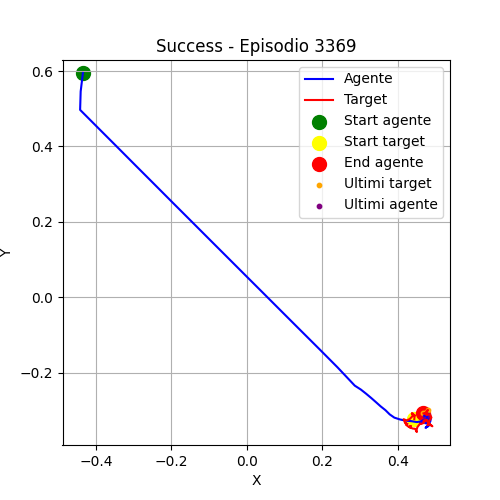 Success - Episodio 3369
Agente
Target
Start agente
Start target
End agente
Ultimi target
Ultimi agente
0.6
0.4
0.2
0.0
−0.2
Y
−0.4
−0.2
0.0
0.2
0.4
X